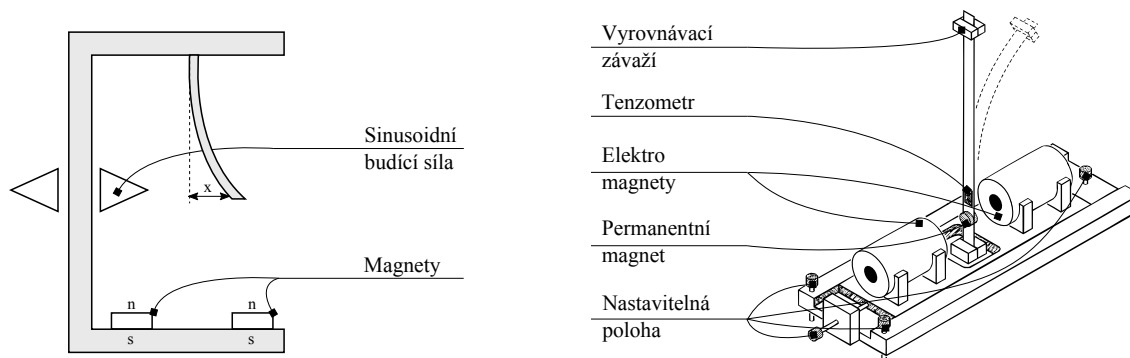 Sinusoidní
budící síla
x
Magnety
n n
s s
Vyrovnávací
závaží
Tenzometr
Elektro
magnety
Permanentní
magnet
Nastavitelná
poloha